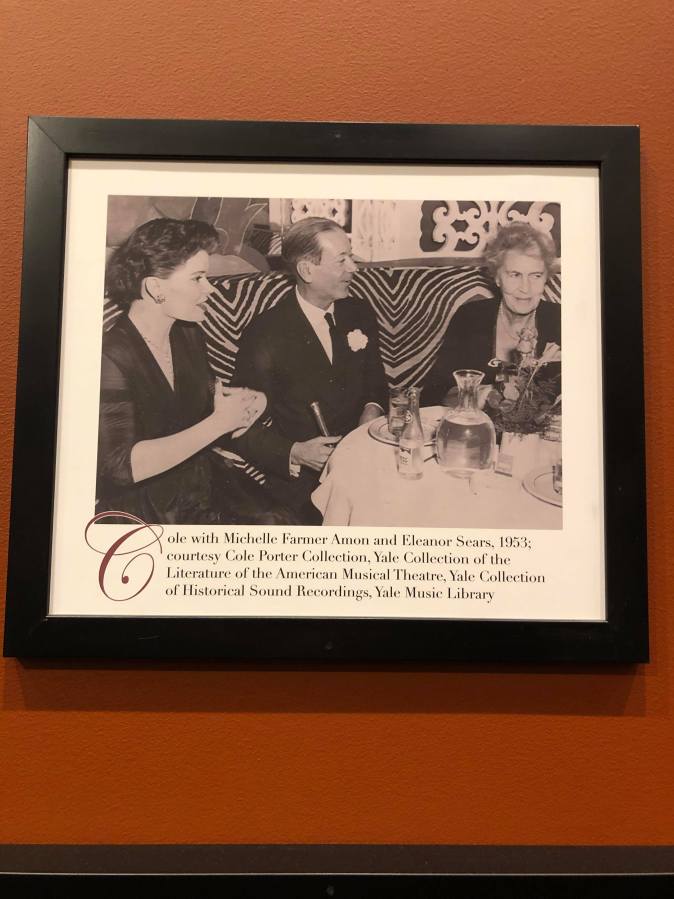 Cole with Michelle Farmer Amon and Eleanor Sears, 1953;
courtesy Cole Porter Collection, Yale Collection of the
Literature of the American Musical Theatre, Yale Collection
of Historical Sound Recordings, Yale Music Library